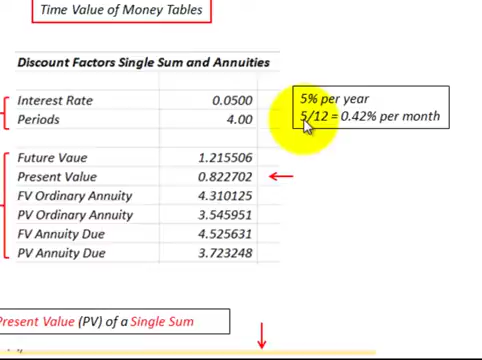 Time Value of Money Tables
Discount Factors Single Sum and Annuities
Interest Rate 0.0500
Periods 4.00
5% per year
5/12 = 0.42% per month
Future Vaue 1.215506
Present Value 0.822702
FV Ordinary Annuity 4.310125
PV Ordinary Annuity 3.545951
FV Annuity Due 4.525631
PV Annuity Due 3.723248
Present Value (PV) of a Single Sum